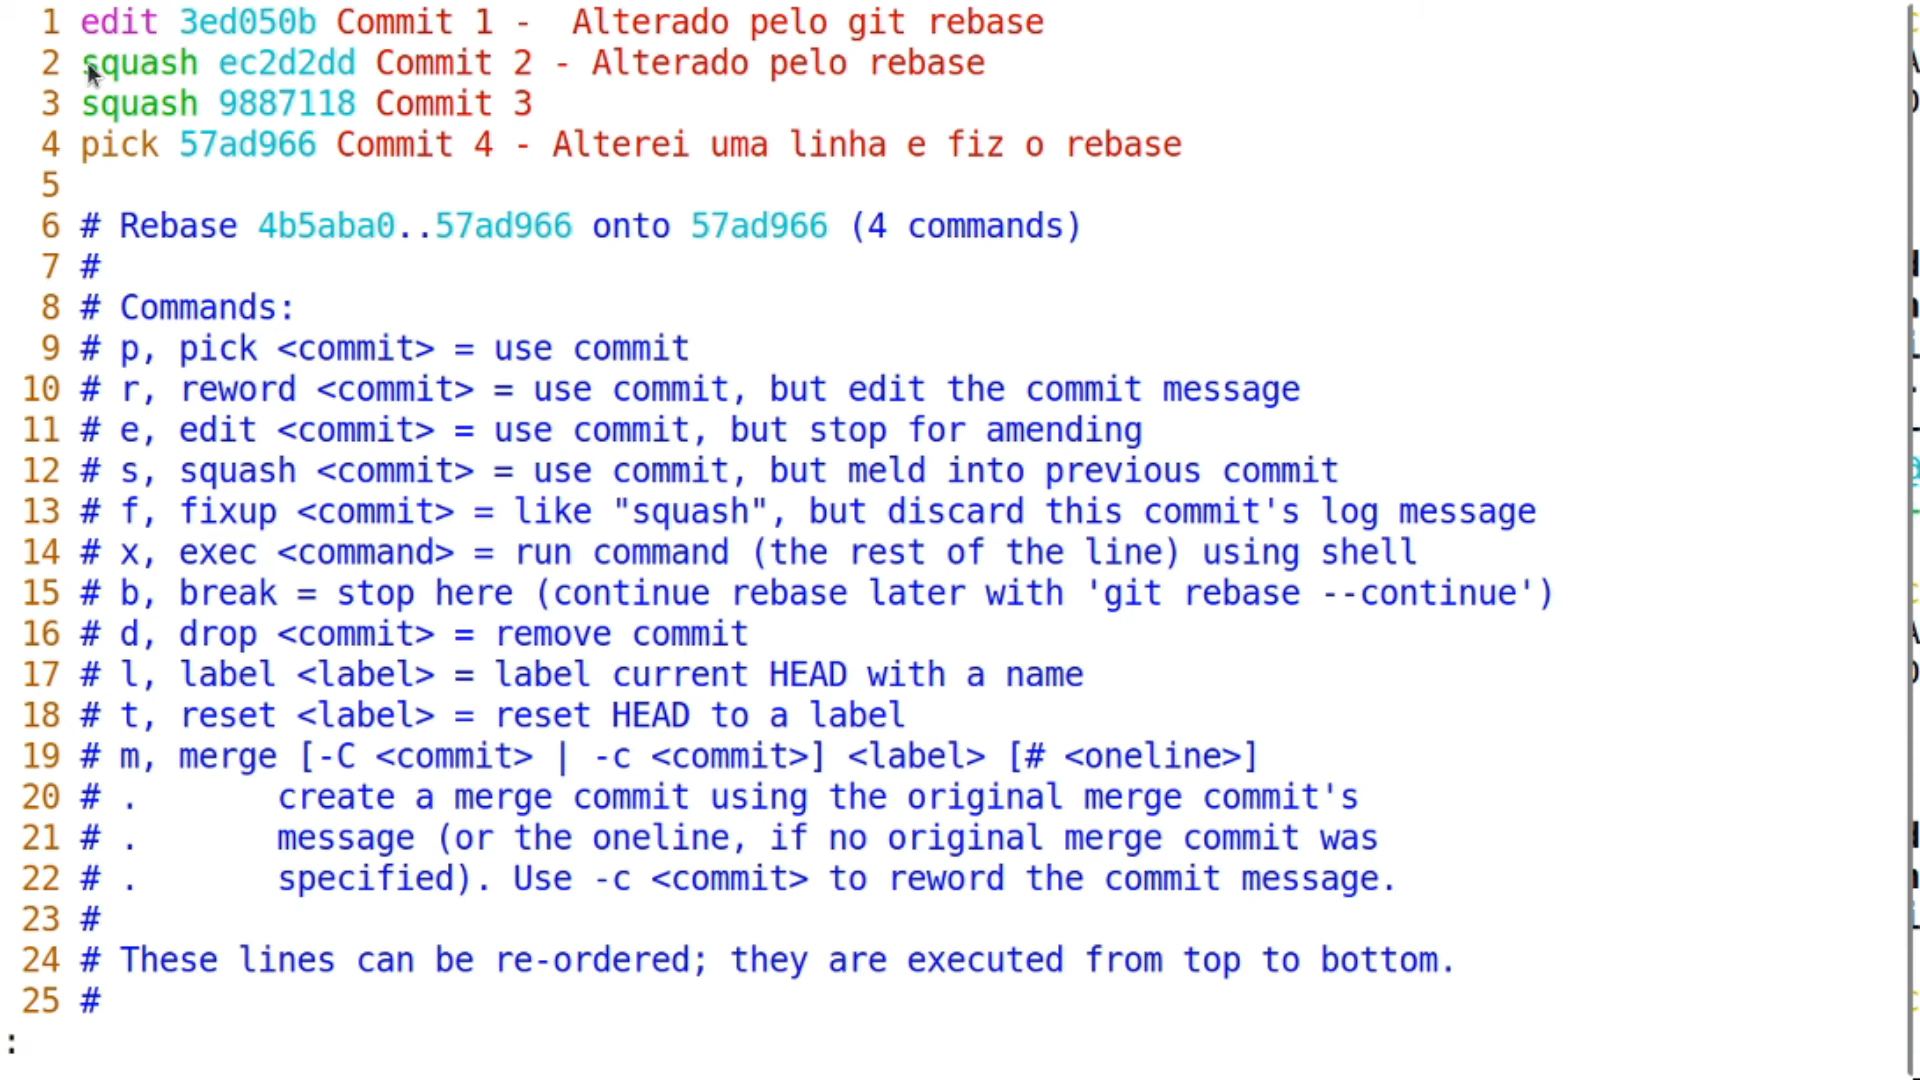 1 edit 3ed050b Commit 1 -  Alterado pelo git rebase
2 squash ec2d2dd Commit 2 - Alterado pelo rebase
3 squash 9887118 Commit 3
4 pick 57ad966 Commit 4 - Alterei uma linha e fiz o rebase
5
6 # Rebase 4b5aba0..57ad966 onto 57ad966 (4 commands)
7 #
8 # Commands:
9 # p, pick <commit> = use commit
10 # r, reword <commit> = use commit, but edit the commit message
11 # e, edit <commit> = use commit, but stop for amending
12 # s, squash <commit> = use commit, but meld into previous commit
13 # f, fixup <commit> = like "squash", but discard this commit's log message
14 # x, exec <command> = run command (the rest of the line) using shell
15 # b, break = stop here (continue rebase later with 'git rebase --continue')
16 # d, drop <commit> = remove commit
17 # l, label <label> = label current HEAD with a name
18 # t, reset <label> = reset HEAD to a label
19 # m, merge [-C <commit> | -c <commit>] <label> [# <oneline>]
20 # .       create a merge commit using the original merge commit's
21 # .       message (or the oneline, if no original merge commit was
22 # .       specified). Use -c <commit> to reword the commit message.
23 #
24 # These lines can be re-ordered; they are executed from top to bottom.
25 #
: